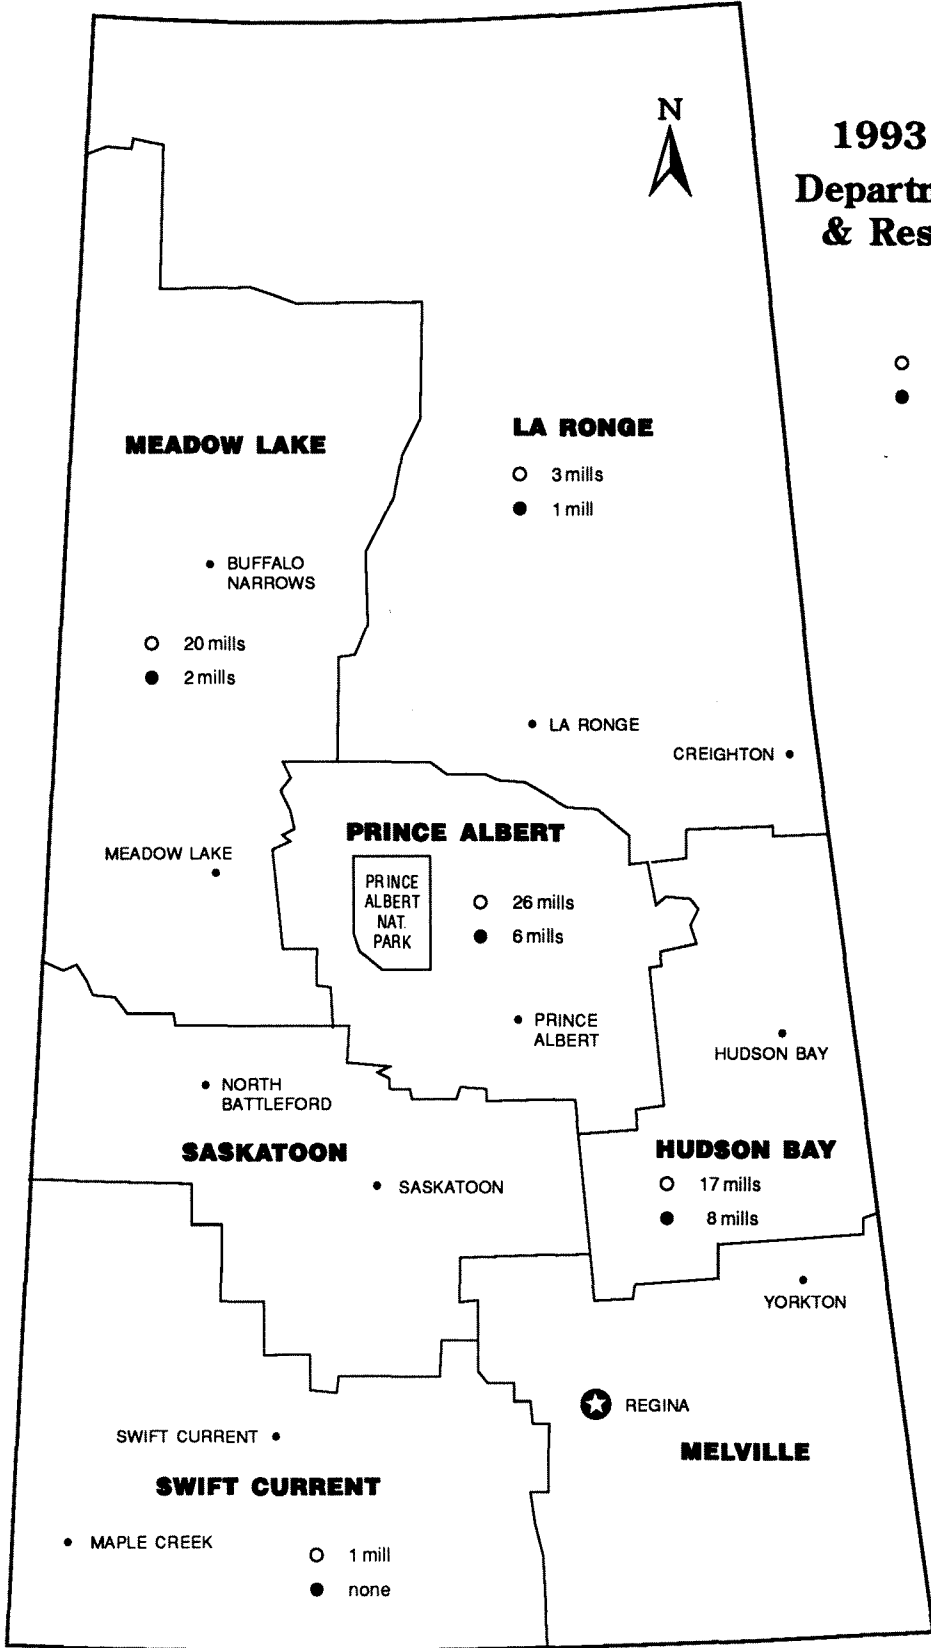 N
1993
Departm
& Res
MEADOW LAKE
LA RONGE
3 mills
1 mill
BUFFALO
NARROWS
20 mills
2 mills
LA RONGE
CREIGHTON
PRINCE ALBERT
MEADOW LAKE
PRINCE
ALBERT
NAT.
PARK
26 mills
6 mills
PRINCE
ALBERT
HUDSON BAY
NORTH
BATTLEFORD
SASKATOON
HUDSON BAY
SASKATOON
17 mills
8 mills
YORKTON
REGINA
SWIFT CURRENT
MELVILLE
SWIFT CURRENT
MAPLE CREEK
1 mill
none